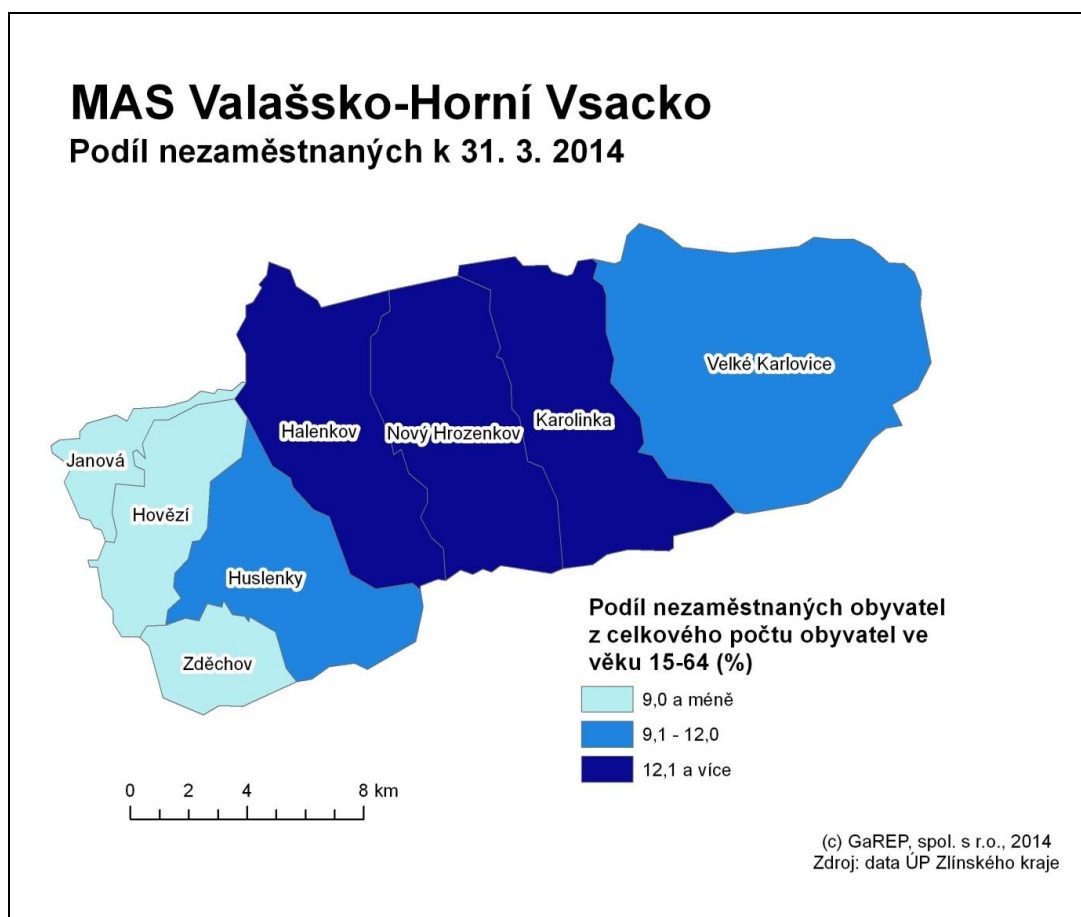 MAS Valašsko-Horní Vsacko
Podíl nezaměstnaných k 31. 3. 2014
Velké Karlovice
Karolinka
Nový Hrozenkov
Halenkov
Janová
Hovězí
Huslenky
Zděchov
Podíl nezaměstnaných obyvatel
z celkového počtu obyvatel ve
věku 15-64 (%)
9,0 a méně
9,1 - 12,0
12,1 a více
0 2 4 8 km
(c) GaREP, spol. s r.o., 2014
Zdroj: data ÚP Zlínského kraje